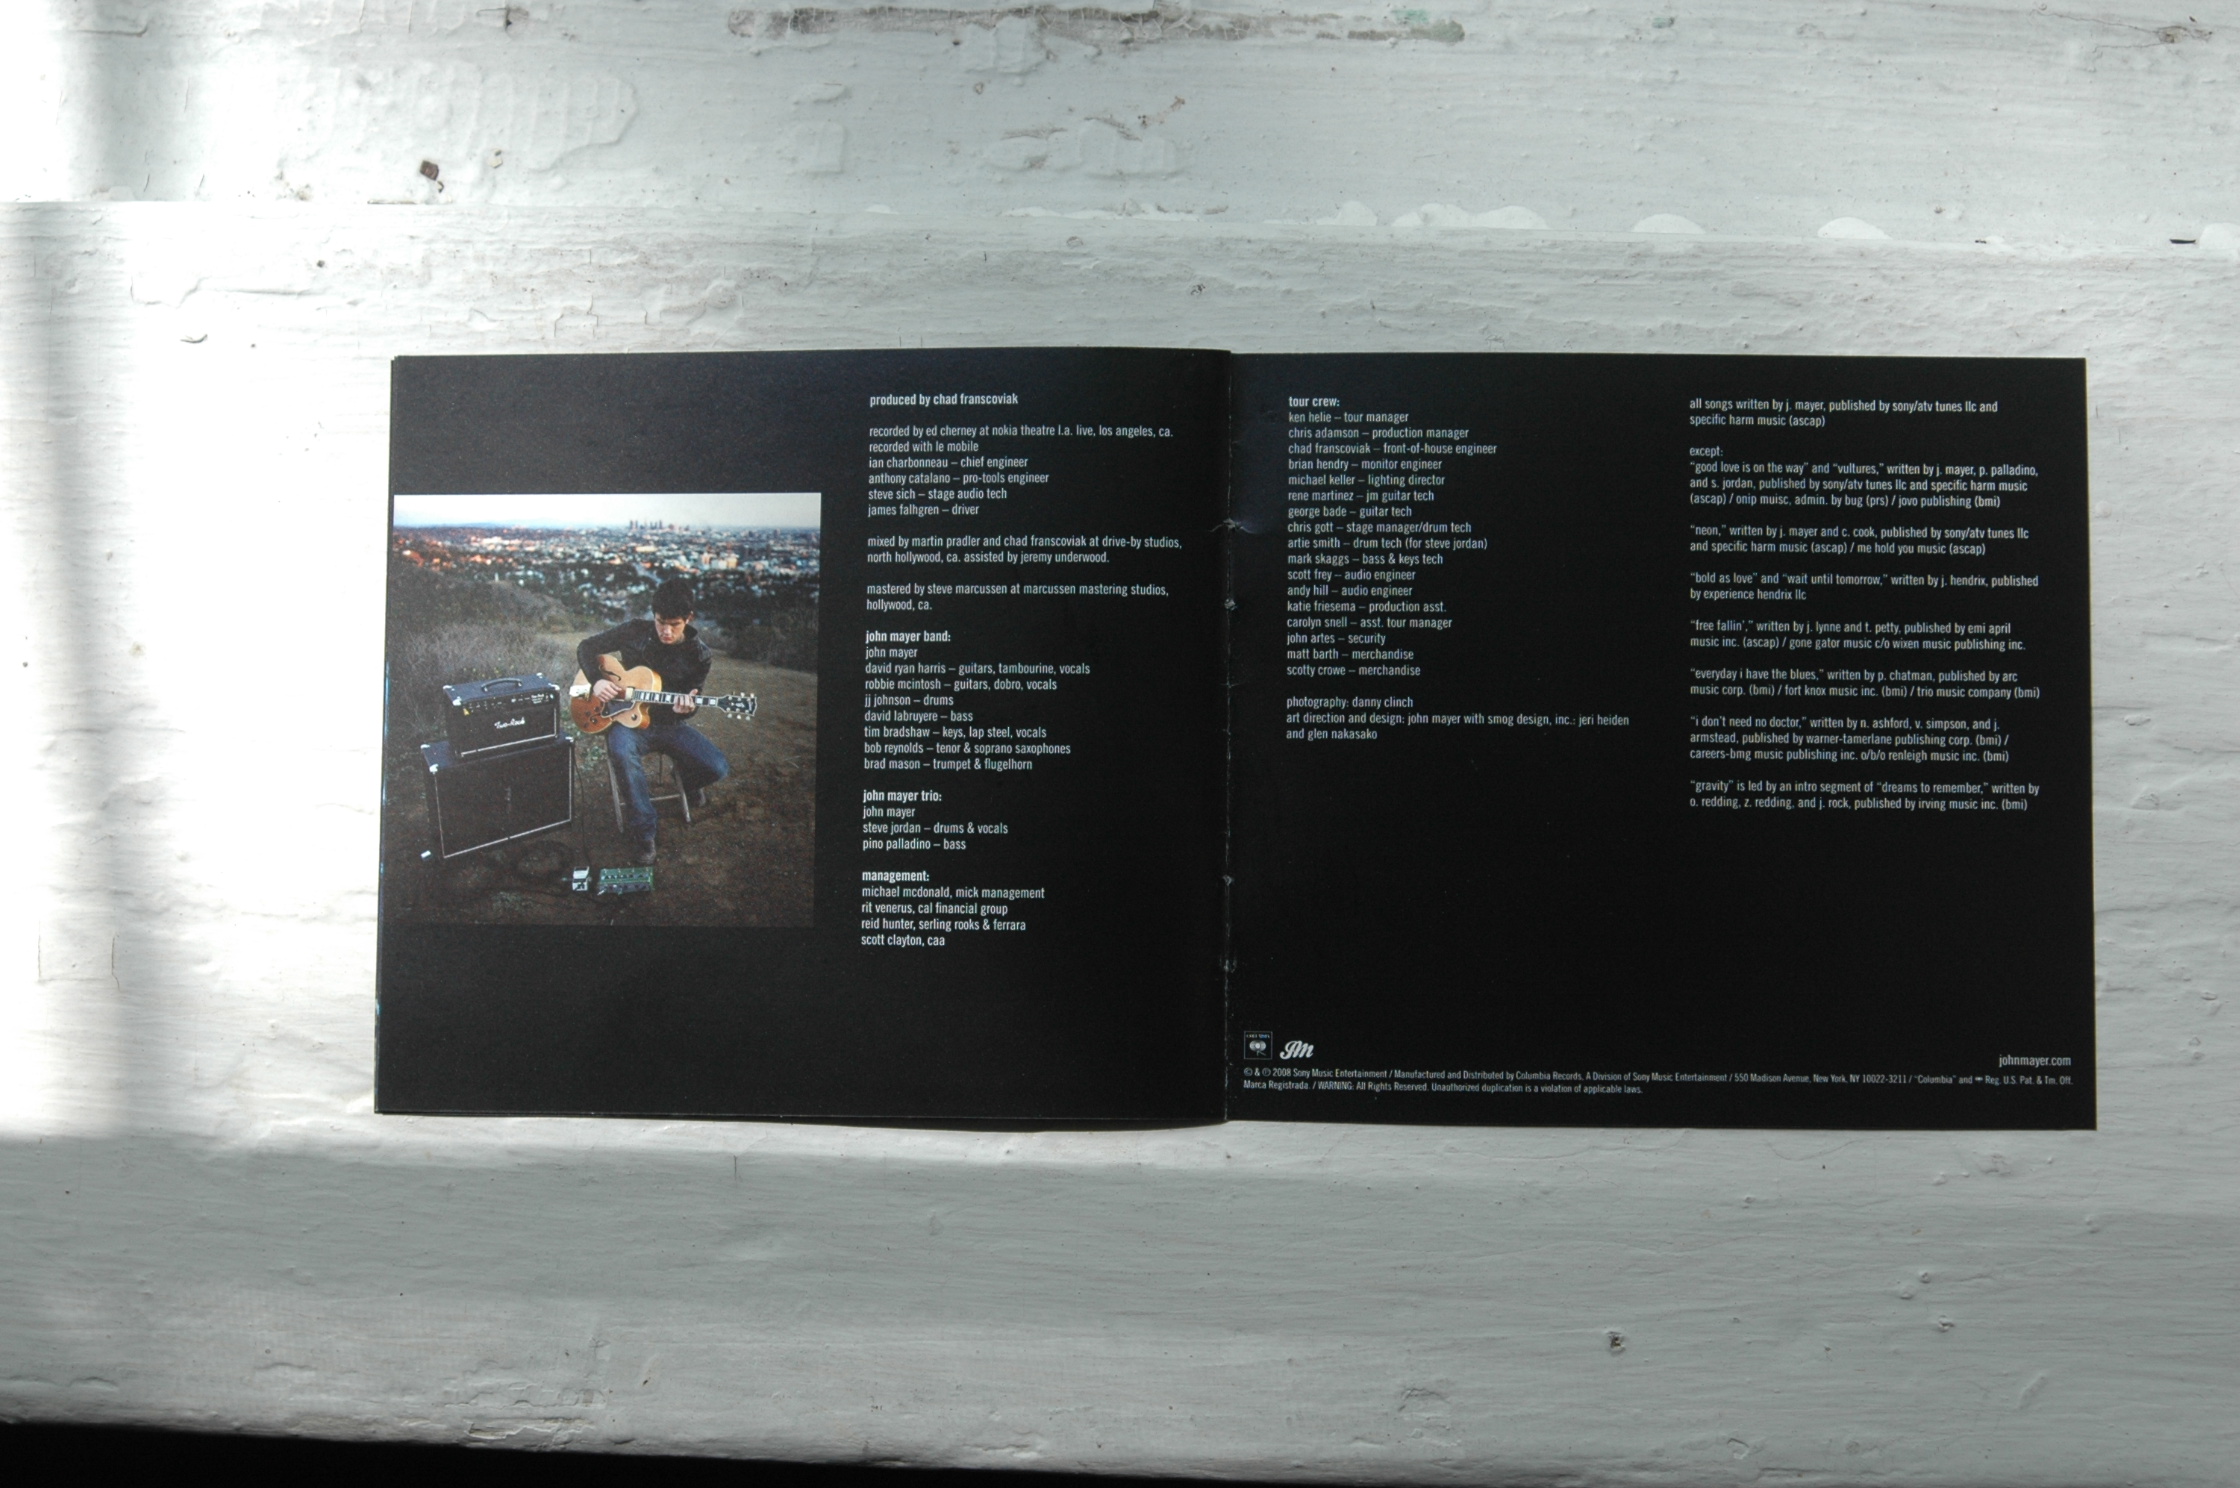 Two-Rock
produced by chad franscoviak
recorded by ed cherney at nokia theatre l.a. live, los angeles, ca.
recorded with le mobile
ian charbonneau – chief engineer
anthony catalano – pro-tools engineer
steve sich – stage audio tech
james falhgren – driver
mixed by martin pradler and chad franscoviak at drive-by studios,
north hollywood, ca. assisted by jeremy underwood.
mastered by steve marcussen at marcussen mastering studios,
hollywood, ca.
john mayer band:
john mayer
david ryan harris – guitars, tambourine, vocals
robbie mcintosh – guitars, dobro, vocals
jj johnson – drums
david labruyere – bass
tim bradshaw – keys, lap steel, vocals
bob reynolds – tenor & soprano saxophones
brad mason – trumpet & flugelhorn
john mayer trio:
john mayer
steve jordan – drums & vocals
pino palladino – bass
management:
michael mcdonald, mick management
rit venerus, cal financial group
reid hunter, serling rooks & ferrara
scott clayton, caa
tour crew:
ken helie – tour manager
chris adamson – production manager
chad franscoviak – front-of-house engineer
brian hendry – monitor engineer
michael keller – lighting director
rene martinez – jm guitar tech
george bade – guitar tech
chris gott – stage manager/drum tech
artie smith – drum tech (for steve jordan)
mark skaggs – bass & keys tech
scott frey – audio engineer
andy hill – audio engineer
katie friesema – production asst.
carolyn snell – asst. tour manager
john artes – security
matt barth – merchandise
scotty crowe – merchandise
photography: danny clinch
art direction and design: john mayer with smog design, inc.: jeri heiden
and glen nakasako
all songs written by j. mayer, published by sony/atv tunes llc and
specific harm music (ascap)
except:
“good love is on the way” and “vultures,” written by j. mayer, p. palladino,
and s. jordan, published by sony/atv tunes llc and specific harm music
(ascap) / onip muisc, admin. by bug (prs) / jovo publishing (bmi)
“neon,” written by j. mayer and c. cook, published by sony/atv tunes llc
and specific harm music (ascap) / me hold you music (ascap)
“bold as love” and “wait until tomorrow,” written by j. hendrix, published
by experience hendrix llc
“free fallin’,” written by j. lynne and t. petty, published by emi april
music inc. (ascap) / gone gator music c/o wixen music publishing inc.
“everyday i have the blues,” written by p. chatman, published by arc
music corp. (bmi) / fort knox music inc. (bmi) / trio music company (bmi)
“i don’t need no doctor,” written by n. ashford, v. simpson, and j.
armstead, published by warner-tamerlane publishing corp. (bmi) /
careers-bmg music publishing inc. o/b/o renleigh music inc. (bmi)
“gravity” is led by an intro segment of “dreams to remember,” written by
o. redding, z. redding, and j. rock, published by irving music inc. (bmi)
JM
johnmayer.com
© & ℗ 2008 Sony Music Entertainment / Manufactured and Distributed by Columbia Records, A Division of Sony Music Entertainment / 550 Madison Avenue, New York, NY 10022-3211 / “Columbia” and Reg. U.S. Pat. & Tm. Off.
Marca Registrada. / WARNING: All Rights Reserved. Unauthorized duplication is a violation of applicable laws.